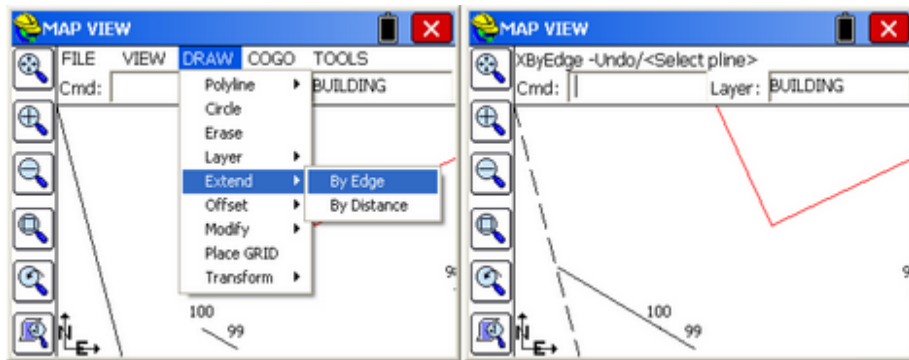 MAP VIEW
FILE VIEW DRAW COGO TOOLS
Cmd: BUILDING
Polyline
Circle
Erase
Layer
Extend
By Edge
Offset
By Distance
Modify
Place GRID
Transform
100
99
N
E
MAP VIEW
XByEdge -Undo/<Select pline>
Cmd: Layer: BUILDING
100
99
N
E